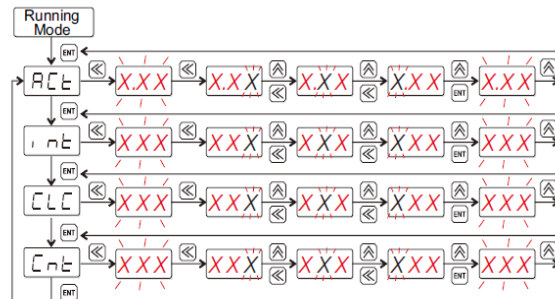 Running
Mode
ENT
ACt X.XX X.XX X.XX X.XX ENT X.XX
ENT
int XXX XXX XXX XXX ENT XXX
ENT
CLC XXX XXX XXX XXX ENT XXX
ENT
Cnt XXX XXX XXX XXX ENT XXX
ENT